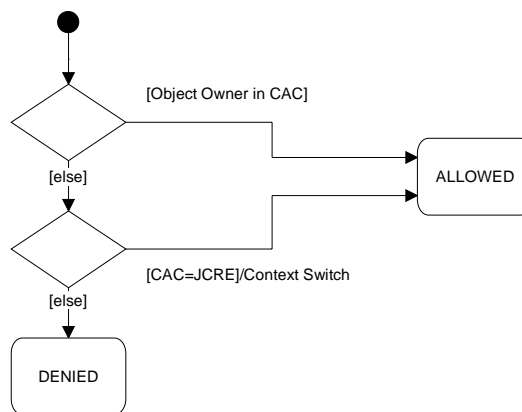 [Object Owner in CAC]
ALLOWED
[else]
[CAC=JCRE]/Context Switch
[else]
DENIED